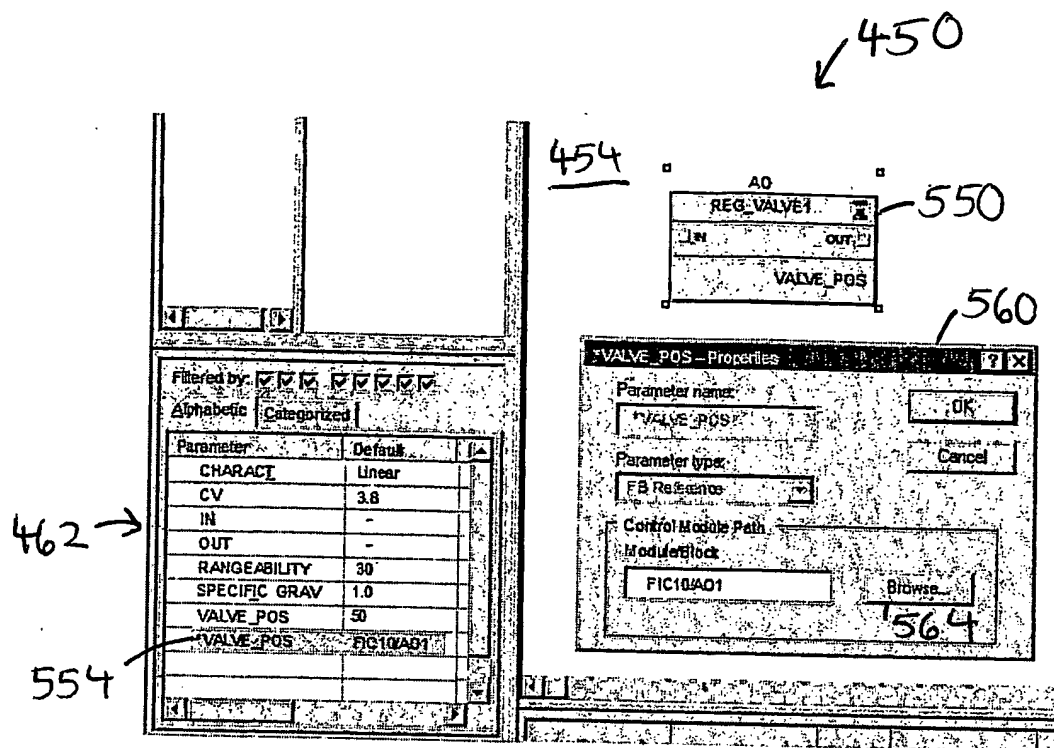 450
454
AO
REG_VALVE1
550
IN
OUT
VALVE_POS
560
*VALVE_POS – Properties
? X
Parameter name:
*VALVE_POS
OK
Parameter type:
FB Reference
Cancel
Control Module Path
Module/Block
FIC10/AO1
Browse...
564
Filtered by:
Alphabetic Categorized
Parameter Default
CHARACT Linear
CV 3.8
IN -
OUT -
RANGEABILITY 30
SPECIFIC GRAV 1.0
VALVE_POS 50
*VALVE_POS FIC10/AO1
462
554